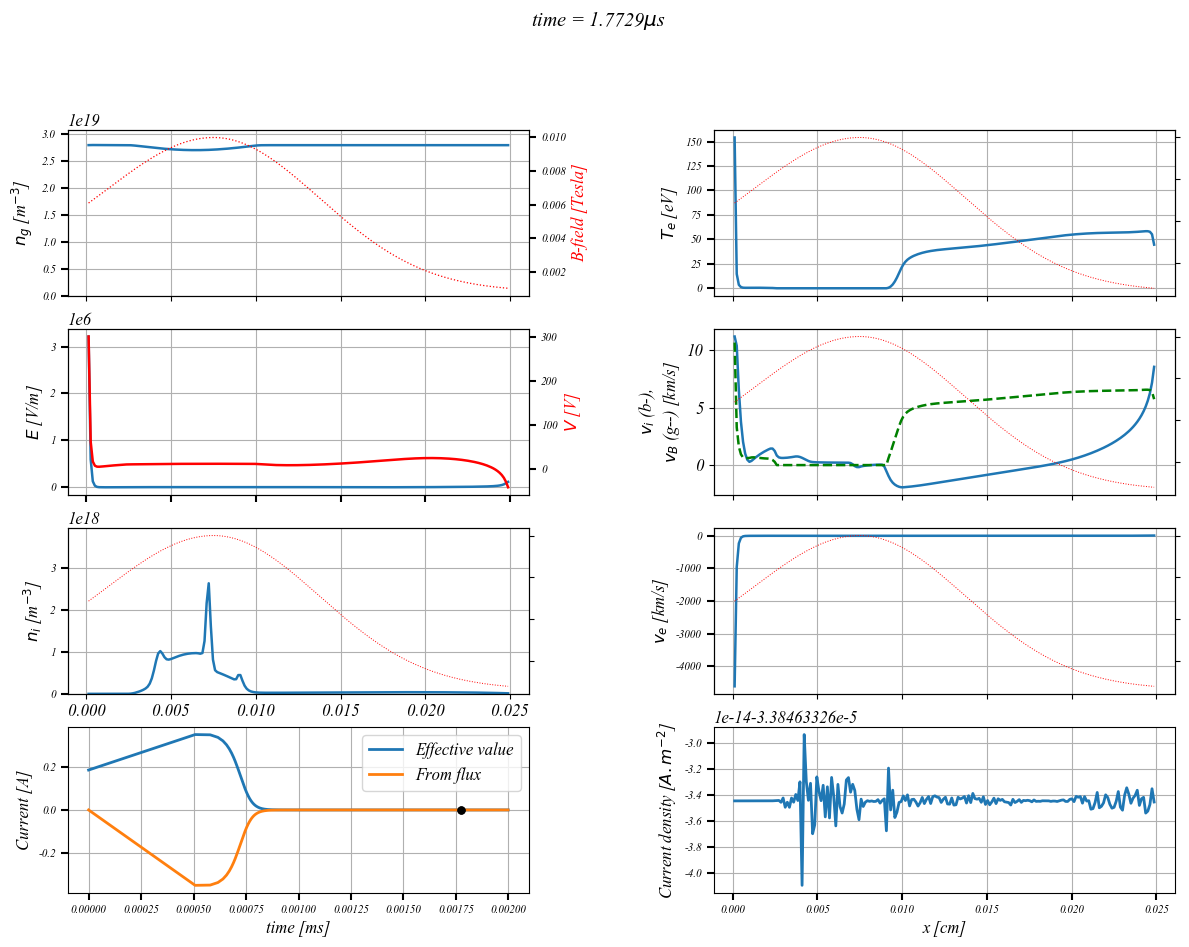 time = 1.7729μs
1e19
3.0
2.5
2.0
1.5
1.0
0.5
0.0
n_g [m⁻³]
0.010
0.008
0.006
0.004
0.002
B-field [Tesla]
150
125
100
75
50
25
0
T_e [eV]
1e6
3
2
1
0
E [V/m]
300
200
100
0
V [V]
10
5
0
v_i (b-),
v_B (g--) [km/s]
1e18
3
2
1
0
n_i [m⁻³]
0.000 0.005 0.010 0.015 0.020 0.025
0
-1000
-2000
-3000
-4000
v_e [km/s]
0.2
0.0
-0.2
Current [A]
Effective value
From flux
0.00000 0.00025 0.00050 0.00075 0.00100 0.00125 0.00150 0.00175 0.00200
time [ms]
1e-14-3.38463326e-5
-3.0
-3.2
-3.4
-3.6
-3.8
-4.0
Current density [A.m⁻²]
0.000 0.005 0.010 0.015 0.020 0.025
x [cm]